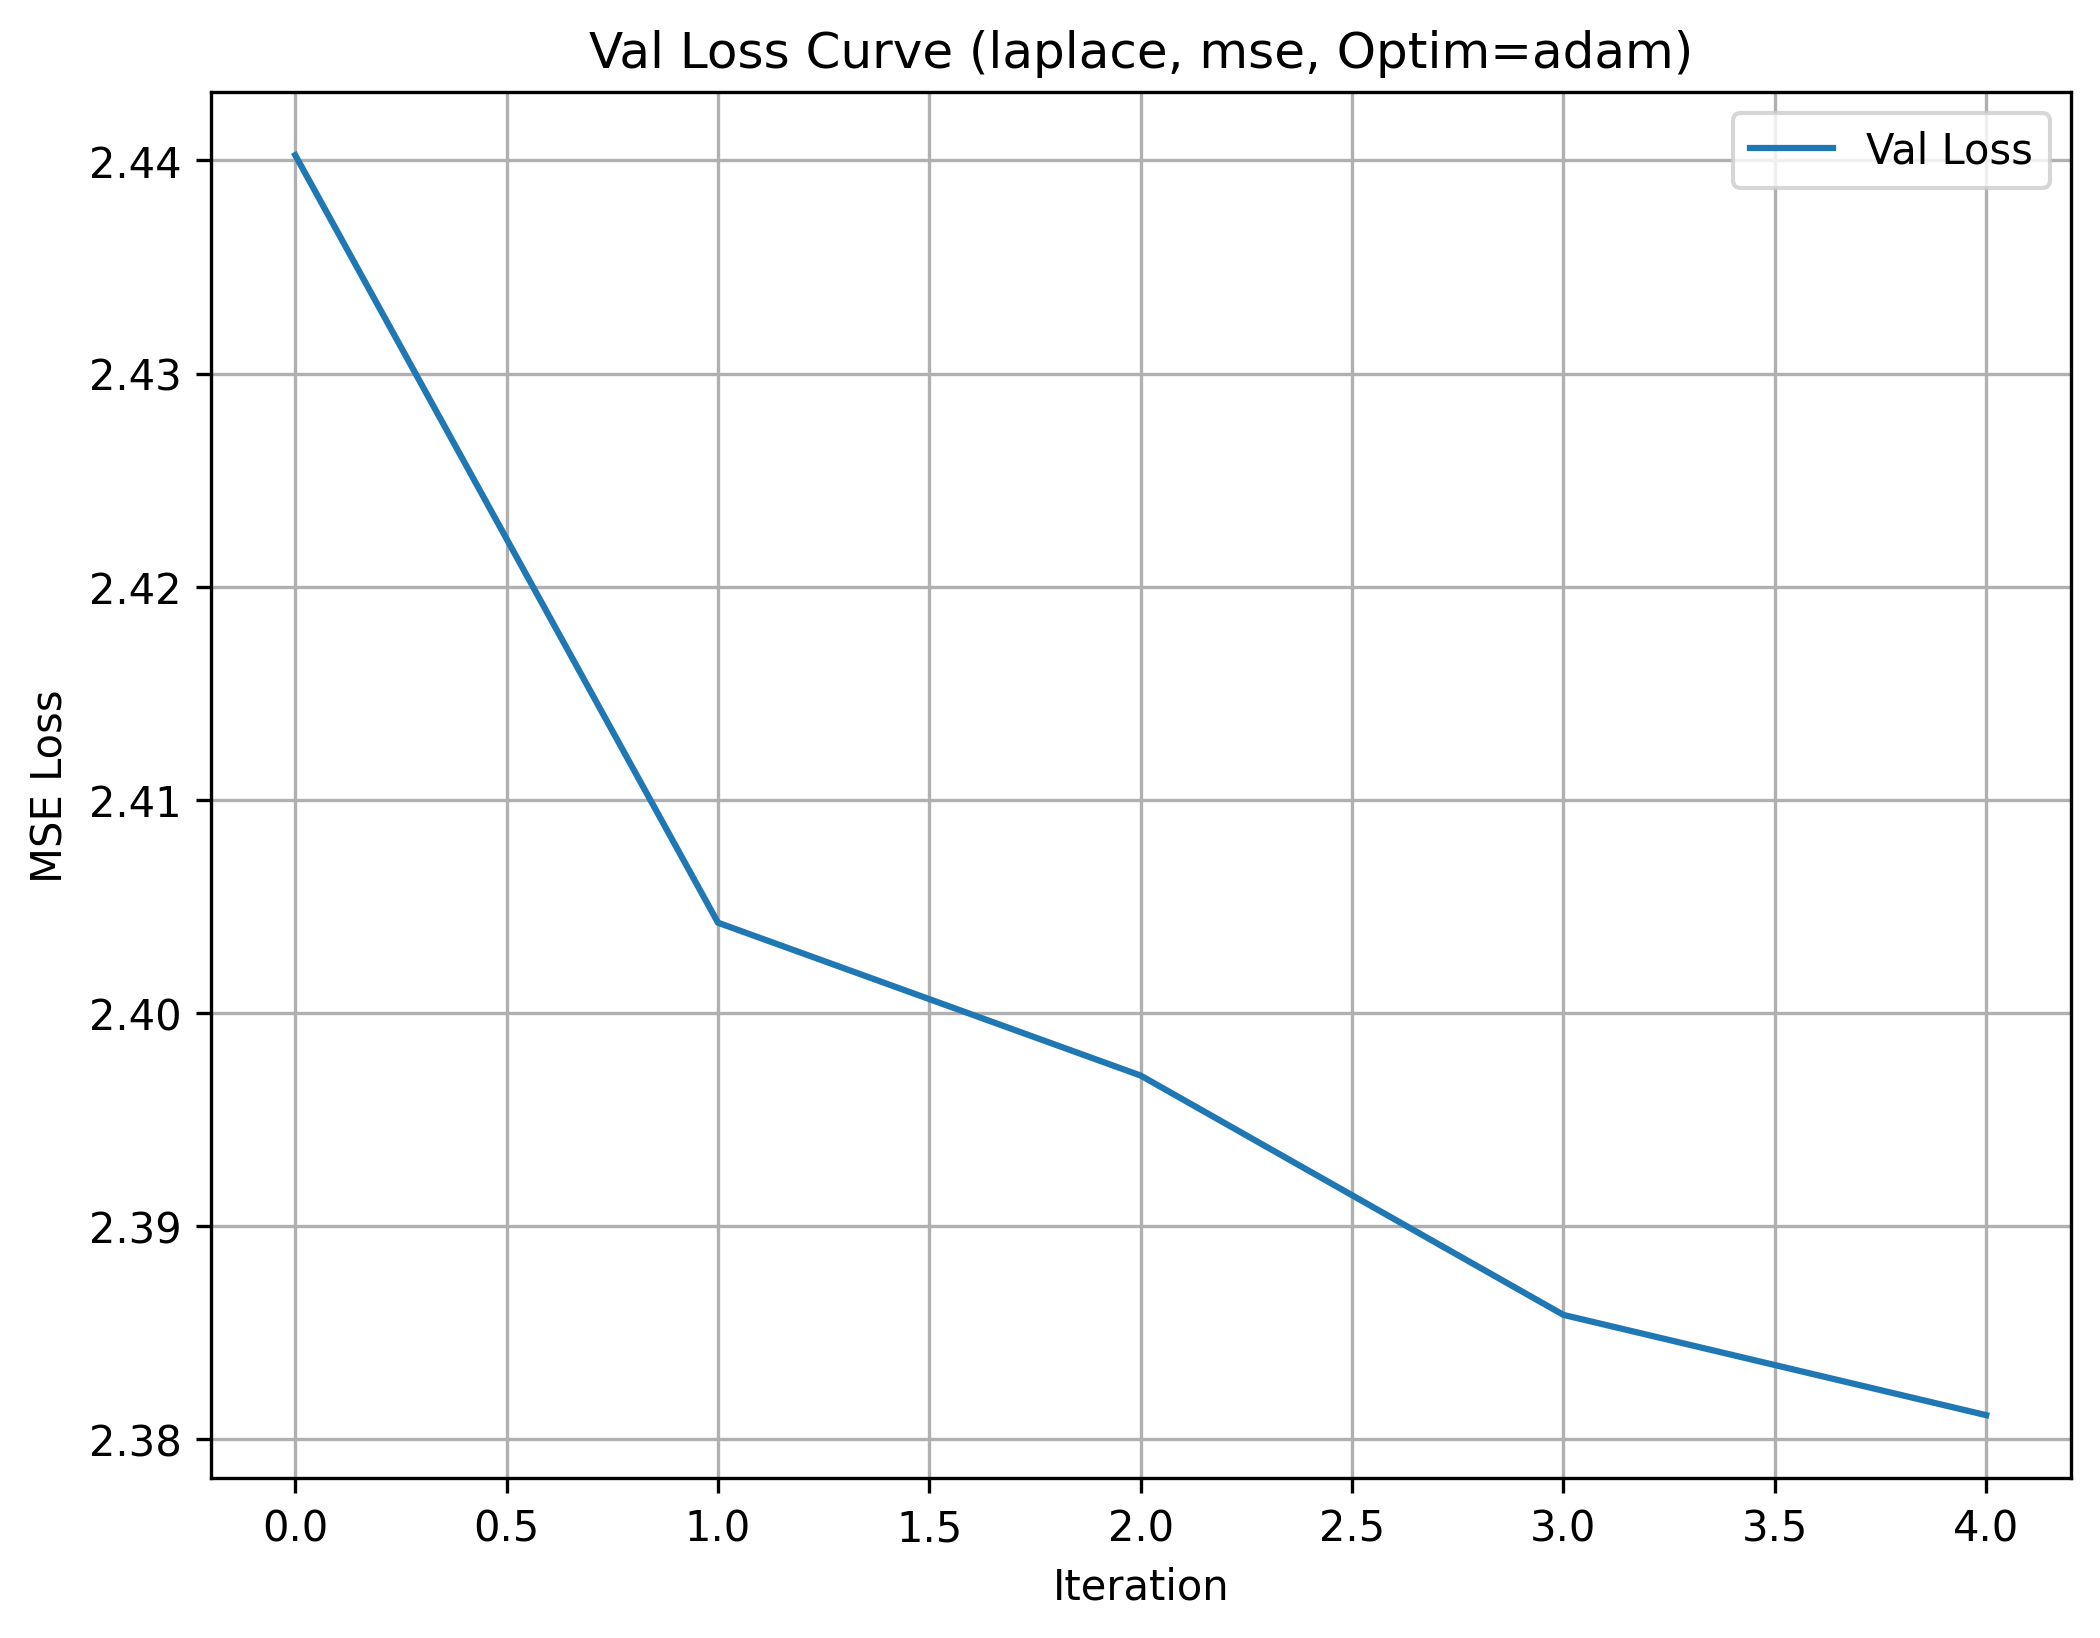 Val Loss Curve (laplace, mse, Optim=adam)
Val Loss
MSE Loss
2.44
2.43
2.42
2.41
2.40
2.39
2.38
0.0 0.5 1.0 1.5 2.0 2.5 3.0 3.5 4.0
Iteration